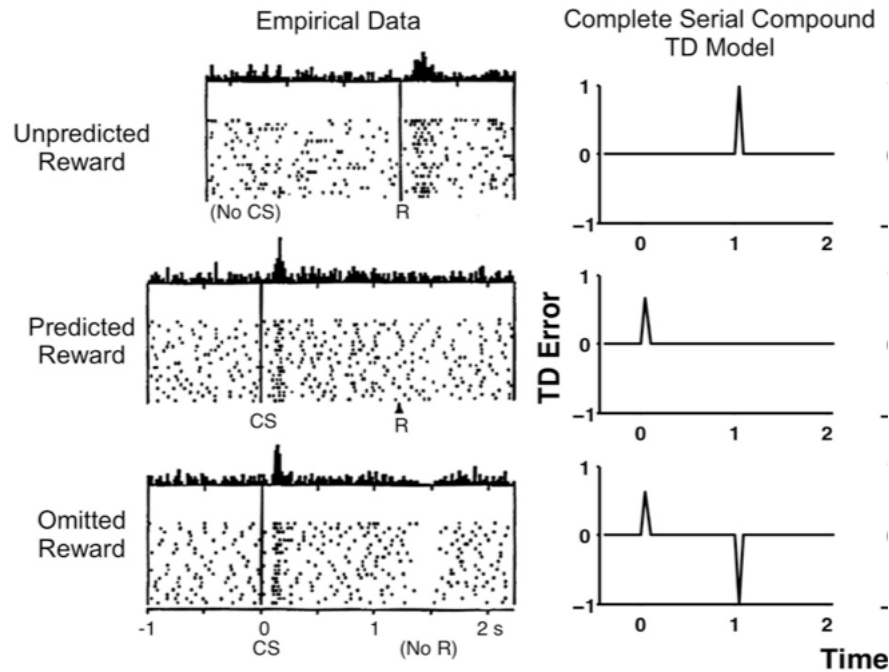 Empirical Data
Complete Serial Compound
TD Model
Unpredicted
Reward
(No CS)
R
1
0
−1
0 1 2
Predicted
Reward
CS
R
TD Error
1
0
−1
0 1 2
Omitted
Reward
-1 0 1 2 s
CS
(No R)
1
0
−1
0 1 2
Time